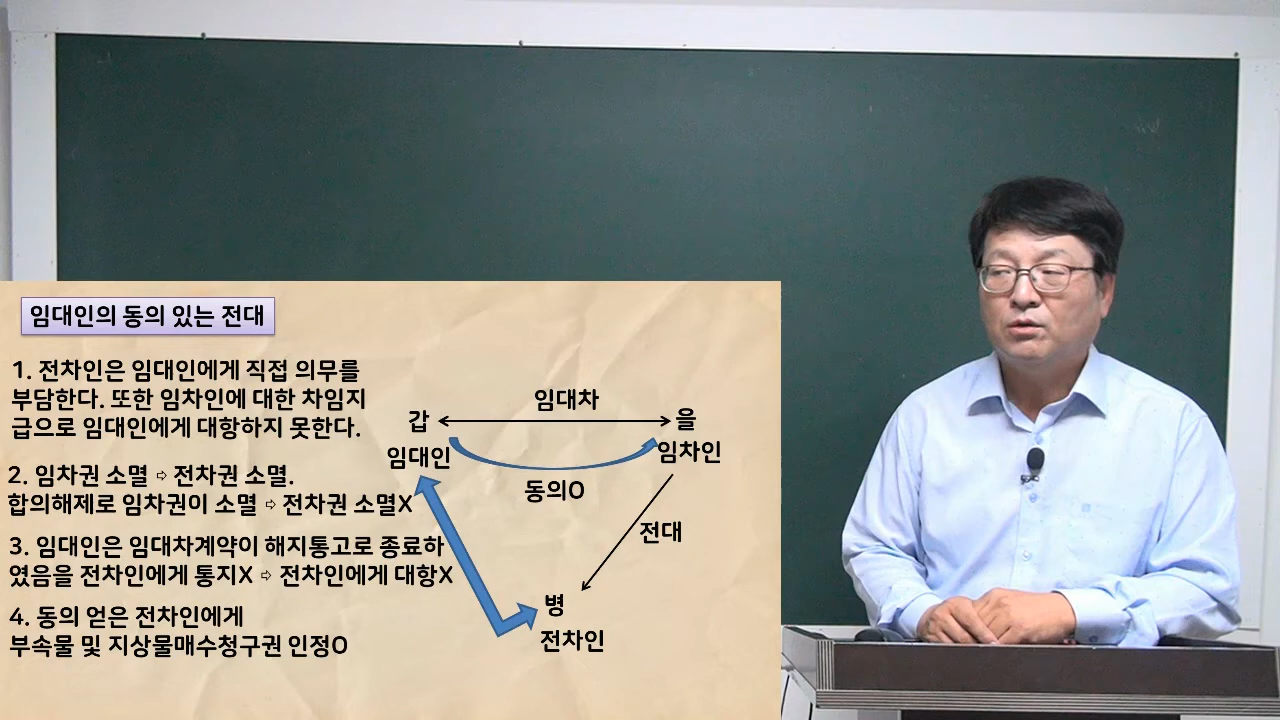 임대인의 동의 있는 전대
1. 전차인은 임대인에게 직접 의무를
부담한다. 또한 임차인에 대한 차임지
급으로 임대인에게 대항하지 못한다.
2. 임차권 소멸 ⇨ 전차권 소멸.
합의해제로 임차권이 소멸 ⇨ 전차권 소멸X
3. 임대인은 임대차계약이 해지통고로 종료하
였음을 전차인에게 통지X ⇨ 전차인에게 대항X
4. 동의 얻은 전차인에게
부속물 및 지상물매수청구권 인정O
임대차
갑
을
임대인
임차인
동의O
전대
병
전차인